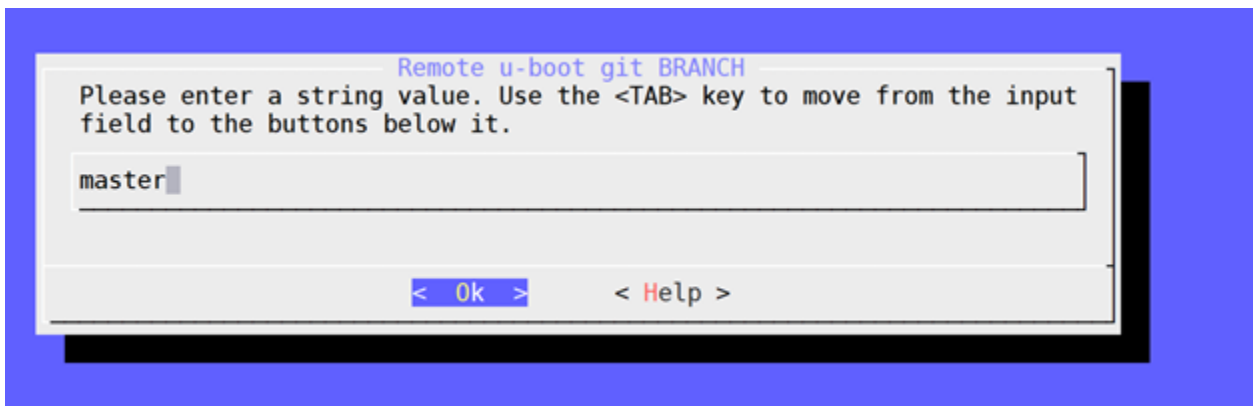 Remote u-boot git BRANCH
Please enter a string value. Use the <TAB> key to move from the input
field to the buttons below it.
master
< Ok > < Help >